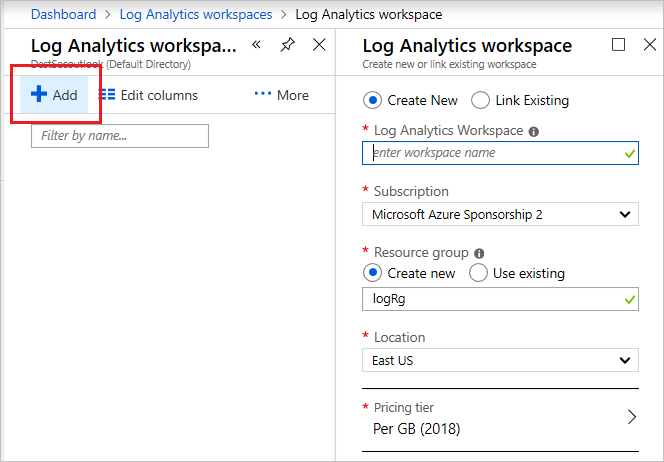 Dashboard > Log Analytics workspaces > Log Analytics workspace
Log Analytics workspa...
(Default Directory)
Add
Edit columns
More
Filter by name...
Log Analytics workspace
Create new or link existing workspace
Create New
Link Existing
* Log Analytics Workspace
enter workspace name
* Subscription
Microsoft Azure Sponsorship 2
* Resource group
Create new
Use existing
logRg
* Location
East US
* Pricing tier
Per GB (2018)